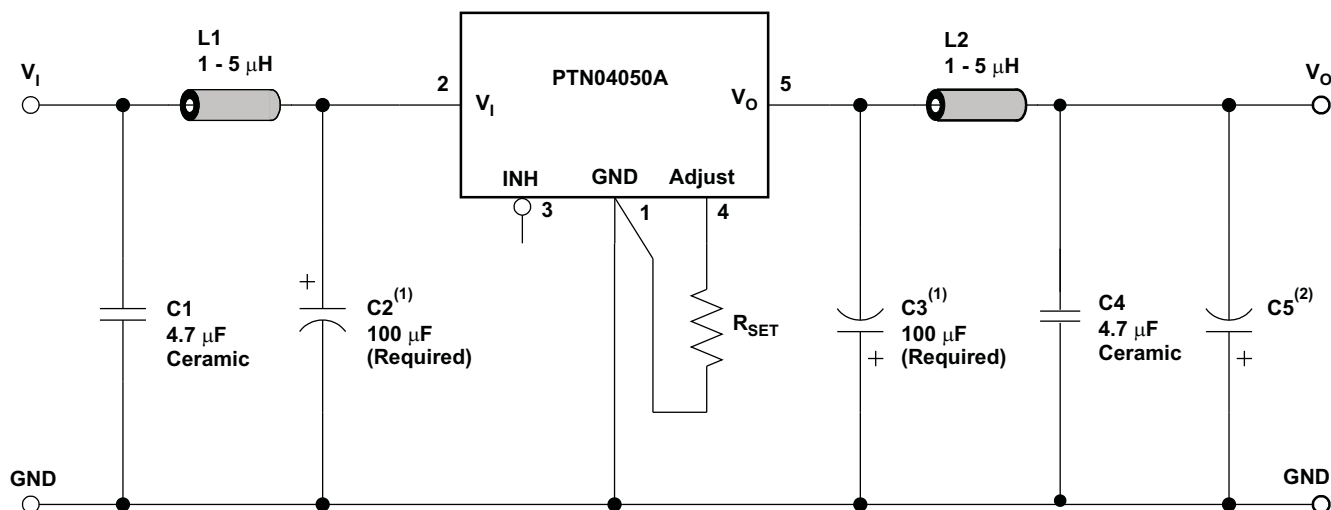 L1
1 - 5 μH
V_I
2
PTN04050A
V_I
V_O
5
L2
1 - 5 μH
V_O
INH
GND
Adjust
3
1
4
+
C1
4.7 μF
Ceramic
C2(1)
100 μF
(Required)
R_SET
C3(1)
100 μF
(Required)
+
C4
4.7 μF
Ceramic
C5(2)
+
GND
GND